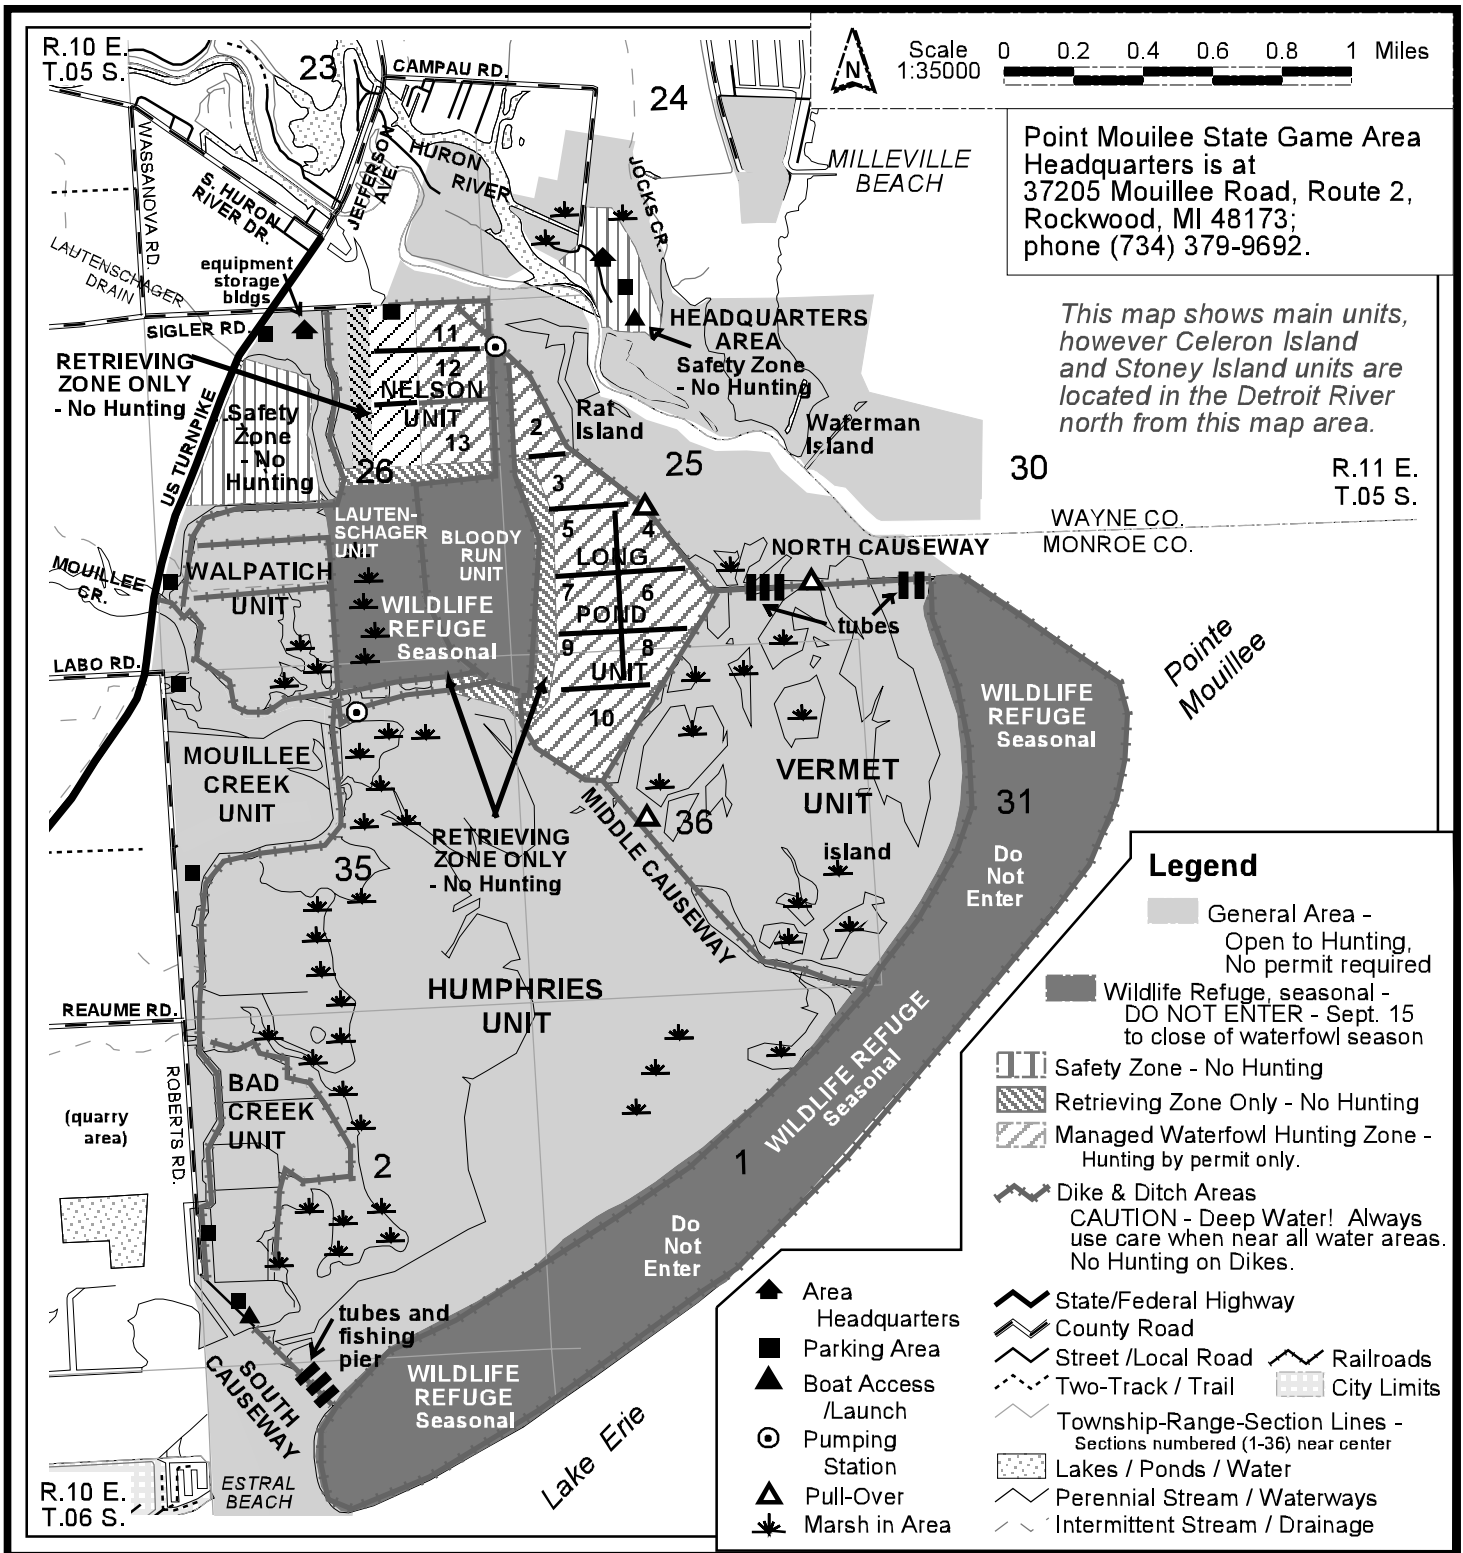 R.10 E.
T.05 S.
23
CAMPAU RD.
24
N
Scale
1:35000
0 0.2 0.4 0.6 0.8 1 Miles
Point Mouilee State Game Area
Headquarters is at
37205 Mouillee Road, Route 2,
Rockwood, MI 48173;
phone (734) 379-9692.
MILLEVILLE
BEACH
WASSANOVA RD.
S. HURON
RIVER DR.
JEFFERSON
AVE
HURON
RIVER
JOCKS CR.
LAUTENSCHAGER
DRAIN
equipment
storage
bldgs
SIGLER RD.
RETRIEVING
ZONE ONLY
- No Hunting
US TURNPIKE
Safety
Zone
- No
Hunting
11
12
NELSON
UNIT
13
26
HEADQUARTERS
AREA
Safety Zone
- No Hunting
Rat
Island
Waterman
Island
This map shows main units,
however Celeron Island
and Stoney Island units are
located in the Detroit River
north from this map area.
25
30
R.11 E.
T.05 S.
WAYNE CO.
MONROE CO.
2
3
5
4
LONG
7
6
POND
9
8
UNIT
10
LAUTEN-
SCHAGER
UNIT
BLOODY
RUN
UNIT
WILDLIFE
REFUGE
Seasonal
MOUILLEE
CR.
WALPATICH
UNIT
LABO RD.
NORTH CAUSEWAY
tubes
Pointe
Mouillee
WILDLIFE
REFUGE
Seasonal
31
Do
Not
Enter
VERMET
UNIT
island
36
MIDDLE CAUSEWAY
MOUILLEE
CREEK
UNIT
RETRIEVING
ZONE ONLY
- No Hunting
35
HUMPHRIES
UNIT
REAUME RD.
ROBERTS RD.
(quarry
area)
BAD
CREEK
UNIT
2
1
WILDLIFE REFUGE
Seasonal
Do
Not
Enter
tubes and
fishing
pier
SOUTH
CAUSEWAY
WILDLIFE
REFUGE
Seasonal
Lake Erie
ESTRAL
BEACH
R.10 E.
T.06 S.
Legend
General Area -
Open to Hunting,
No permit required
Wildlife Refuge, seasonal -
DO NOT ENTER - Sept. 15
to close of waterfowl season
Safety Zone - No Hunting
Retrieving Zone Only - No Hunting
Managed Waterfowl Hunting Zone -
Hunting by permit only.
Dike & Ditch Areas
CAUTION - Deep Water! Always
use care when near all water areas.
No Hunting on Dikes.
State/Federal Highway
County Road
Street /Local Road
Railroads
Two-Track / Trail
City Limits
Township-Range-Section Lines -
Sections numbered (1-36) near center
Lakes / Ponds / Water
Perennial Stream / Waterways
Intermittent Stream / Drainage
Area
Headquarters
Parking Area
Boat Access
/Launch
Pumping
Station
Pull-Over
Marsh in Area